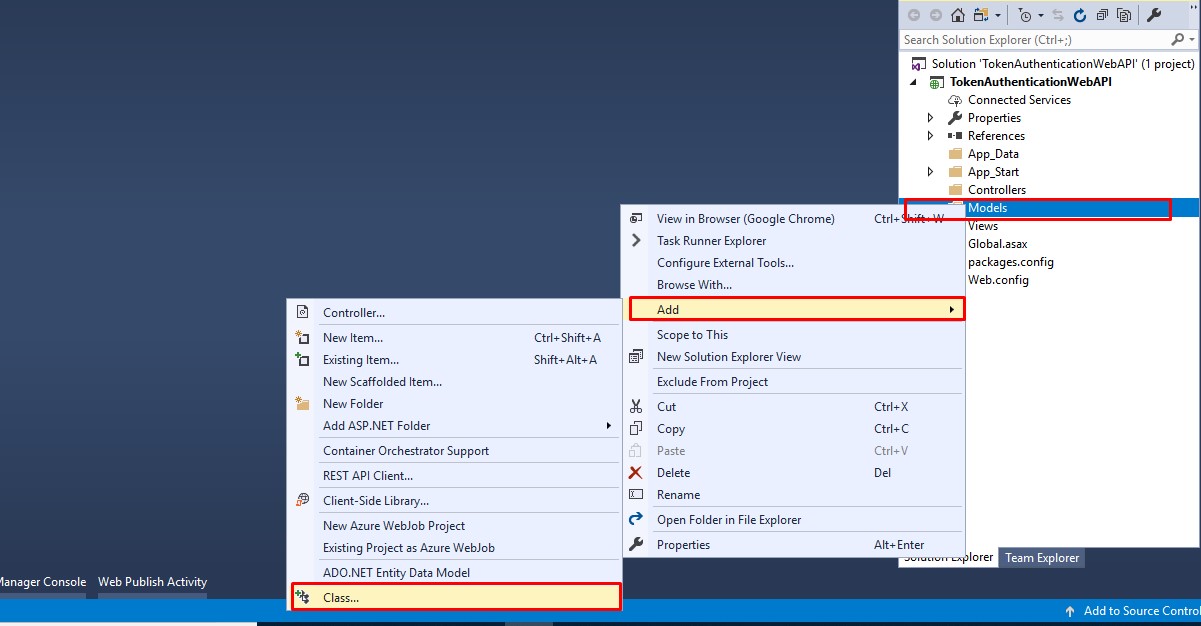 Search Solution Explorer (Ctrl+;)
Solution 'TokenAuthenticationWebAPI' (1 project)
TokenAuthenticationWebAPI
Connected Services
Properties
References
App_Data
App_Start
Controllers
Models
Views
Global.asax
packages.config
Web.config
View in Browser (Google Chrome) Ctrl+Shift+W
Task Runner Explorer
Configure External Tools...
Browse With...
Add
Scope to This
New Solution Explorer View
Exclude From Project
Cut Ctrl+X
Copy Ctrl+C
Paste Ctrl+V
Delete Del
Rename
Open Folder in File Explorer
Properties Alt+Enter
Controller...
New Item... Ctrl+Shift+A
Existing Item... Shift+Alt+A
New Scaffolded Item...
New Folder
Add ASP.NET Folder
Container Orchestrator Support
REST API Client...
Client-Side Library...
New Azure WebJob Project
Existing Project as Azure WebJob
ADO.NET Entity Data Model
Class...
Solution Explorer Team Explorer
Manager Console Web Publish Activity
Add to Source Control